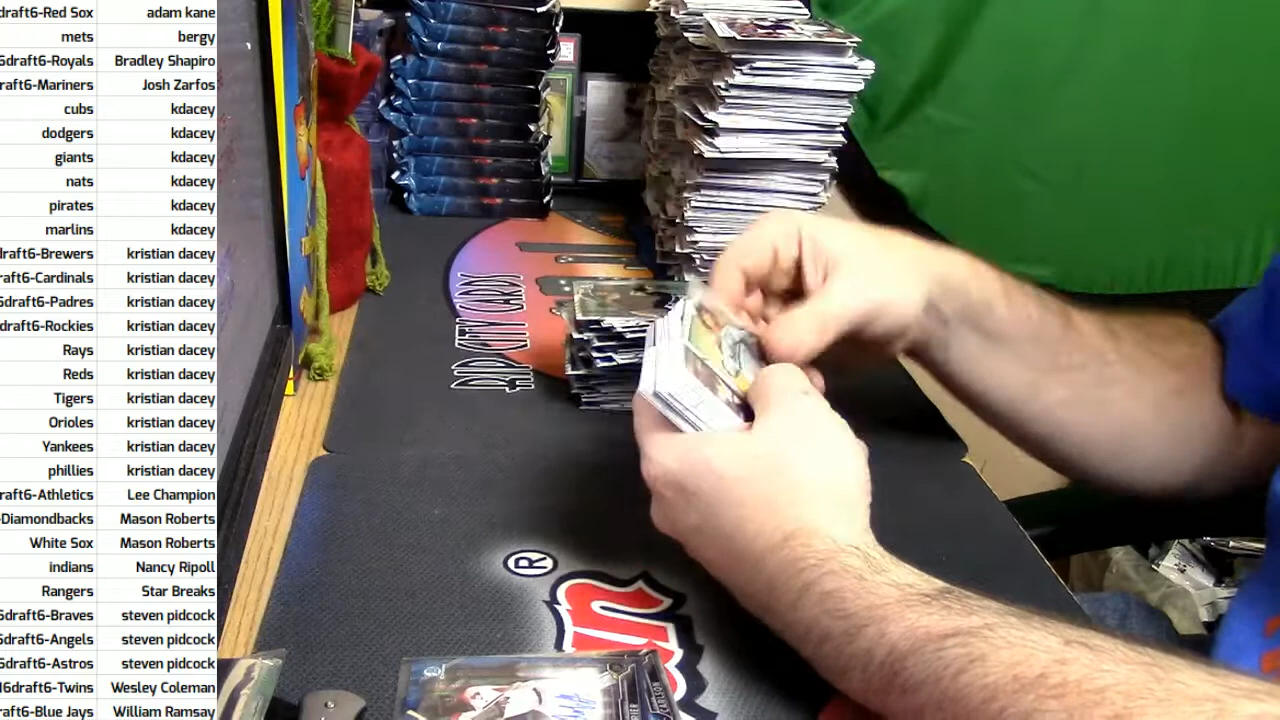 draft6-Red Sox adam kane
mets bergy
6draft6-Royals Bradley Shapiro
raft6-Mariners Josh Zarfos
cubs kdacey
dodgers kdacey
giants kdacey
nats kdacey
pirates kdacey
marlins kdacey
draft6-Brewers kristian dacey
raft6-Cardinals kristian dacey
6draft6-Padres kristian dacey
draft6-Rockies kristian dacey
Rays kristian dacey
Reds kristian dacey
Tigers kristian dacey
Orioles kristian dacey
Yankees kristian dacey
phillies kristian dacey
raft6-Athletics Lee Champion
-Diamondbacks Mason Roberts
White Sox Mason Roberts
indians Nancy Ripoll
Rangers Star Breaks
6draft6-Braves steven pidcock
6draft6-Angels steven pidcock
6draft6-Astros steven pidcock
16draft6-Twins Wesley Coleman
raft6-Blue Jays William Ramsay
RIP CITY CARDS
®
CARLSON